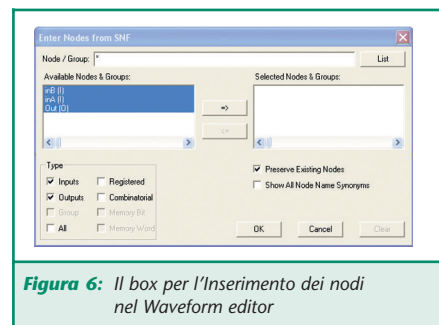 Enter Nodes from SNF
Node / Group: * List
Available Nodes & Groups: Selected Nodes & Groups:
inB (I)
inA (I)
Out (O)
=>
<=
Type
Inputs Registered
Outputs Combinatorial
Group Memory Bit
All Memory Word
Preserve Existing Nodes
Show All Node Name Synonyms
OK Cancel Clear
Figura 6: Il box per l'Inserimento dei nodi
nel Waveform editor